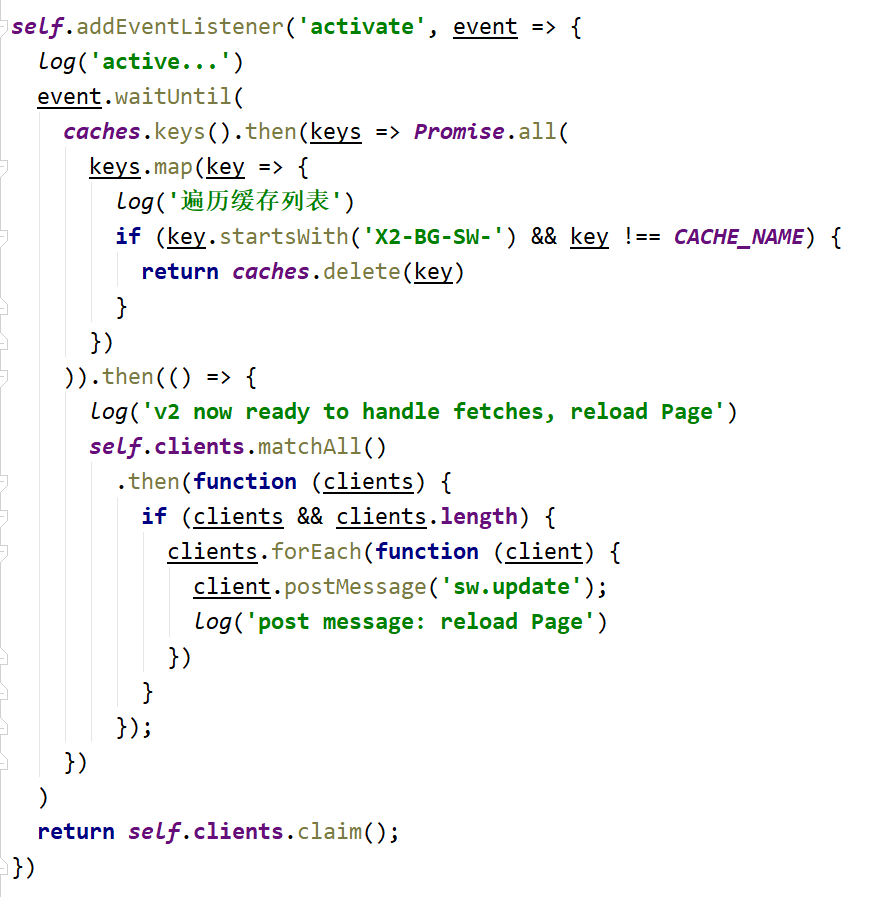 self.addEventListener('activate', event => {
  log('active...')
  event.waitUntil(
    caches.keys().then(keys => Promise.all(
      keys.map(key => {
        log('遍历缓存列表')
        if (key.startsWith('X2-BG-SW-') && key !== CACHE_NAME) {
          return caches.delete(key)
        }
      })
    )).then(() => {
      log('v2 now ready to handle fetches, reload Page')
      self.clients.matchAll()
        .then(function (clients) {
          if (clients && clients.length) {
            clients.forEach(function (client) {
              client.postMessage('sw.update');
              log('post message: reload Page')
            })
          }
        });
    })
  )
  return self.clients.claim();
})